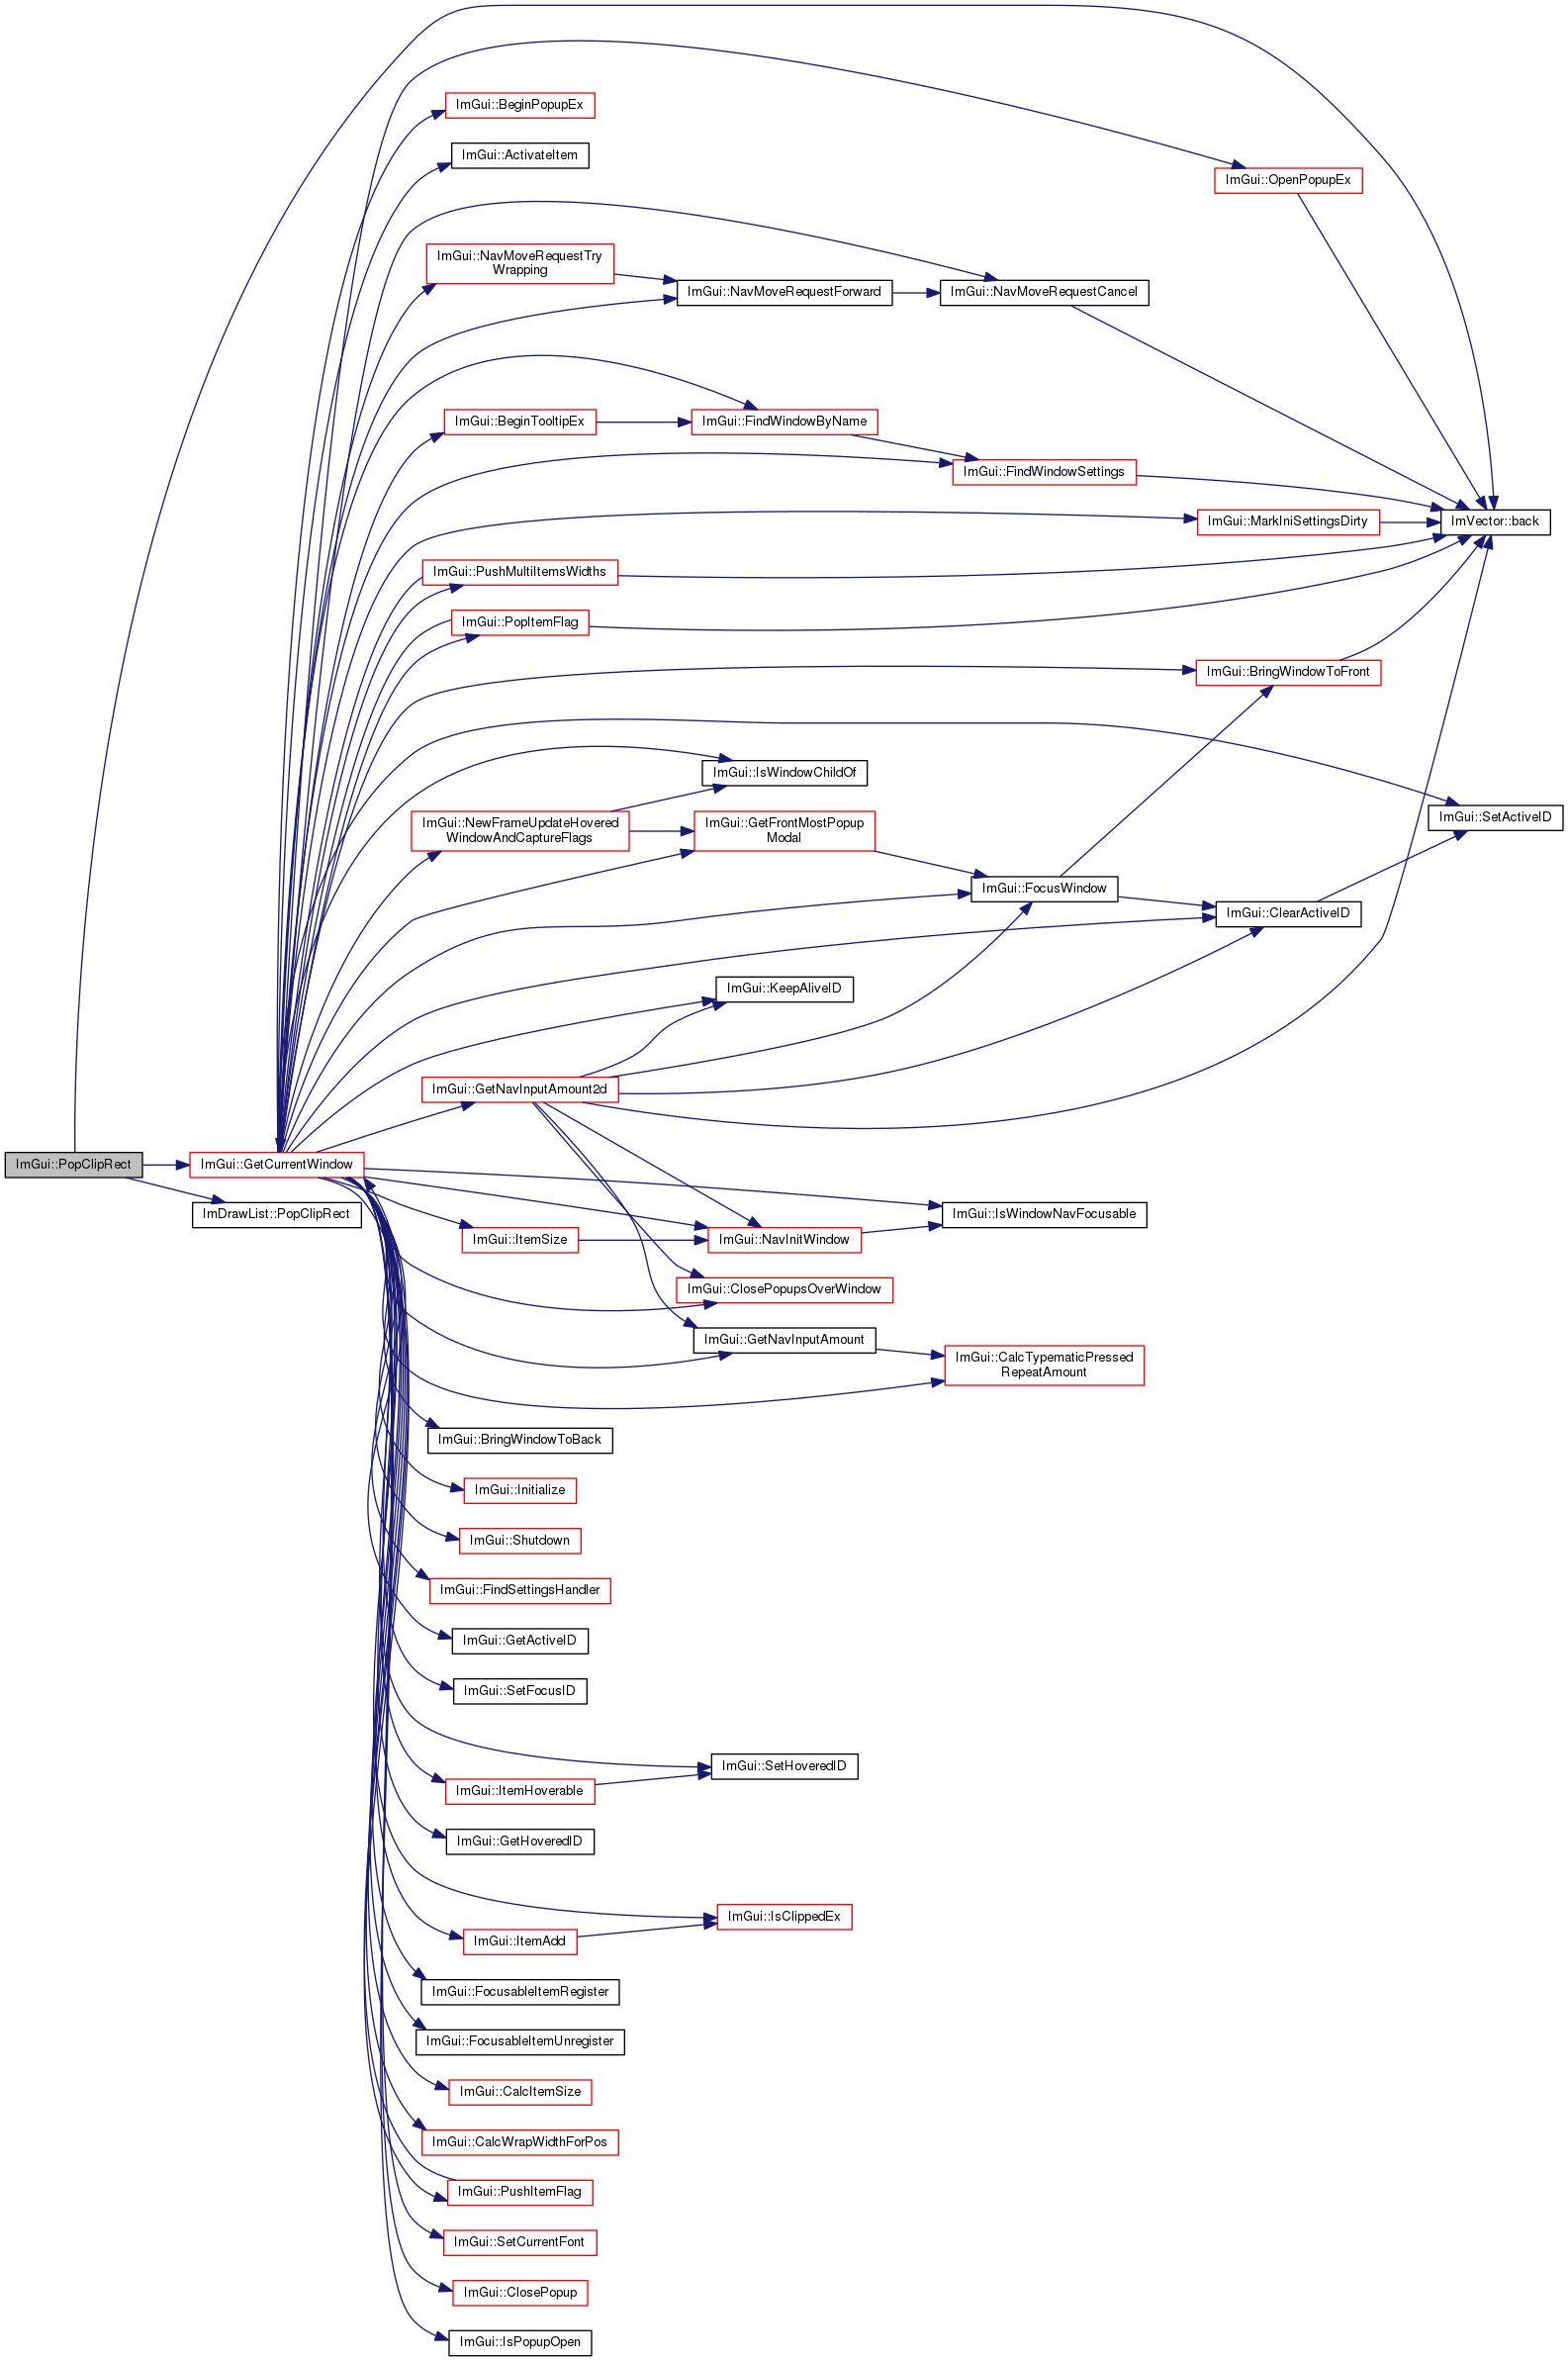 ImGui::BeginPopupEx
ImGui::ActivateItem
ImGui::OpenPopupEx
ImGui::NavMoveRequestTry
Wrapping
ImGui::NavMoveRequestForward
ImGui::NavMoveRequestCancel
ImGui::BeginTooltipEx
ImGui::FindWindowByName
ImGui::FindWindowSettings
ImGui::MarkIniSettingsDirty
ImVector::back
ImGui::PushMultiItemsWidths
ImGui::PopItemFlag
ImGui::BringWindowToFront
ImGui::IsWindowChildOf
ImGui::SetActiveID
ImGui::NewFrameUpdateHovered
WindowAndCaptureFlags
ImGui::GetFrontMostPopup
Modal
ImGui::FocusWindow
ImGui::ClearActiveID
ImGui::KeepAliveID
ImGui::GetNavInputAmount2d
ImGui::PopClipRect
ImGui::GetCurrentWindow
ImDrawList::PopClipRect
ImGui::IsWindowNavFocusable
ImGui::ItemSize
ImGui::NavInitWindow
ImGui::ClosePopupsOverWindow
ImGui::GetNavInputAmount
ImGui::CalcTypematicPressed
RepeatAmount
ImGui::BringWindowToBack
ImGui::Initialize
ImGui::Shutdown
ImGui::FindSettingsHandler
ImGui::GetActiveID
ImGui::SetFocusID
ImGui::SetHoveredID
ImGui::ItemHoverable
ImGui::GetHoveredID
ImGui::IsClippedEx
ImGui::ItemAdd
ImGui::FocusableItemRegister
ImGui::FocusableItemUnregister
ImGui::CalcItemSize
ImGui::CalcWrapWidthForPos
ImGui::PushItemFlag
ImGui::SetCurrentFont
ImGui::ClosePopup
ImGui::IsPopupOpen